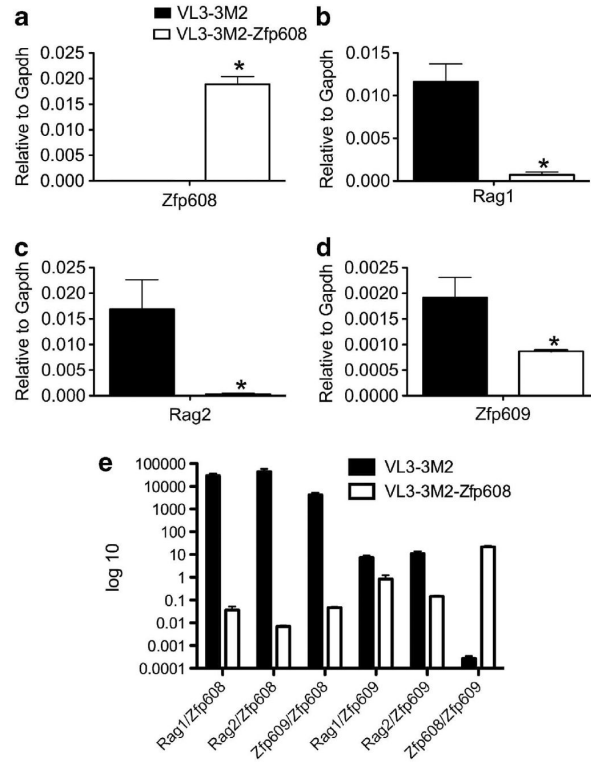 a
VL3-3M2
VL3-3M2-Zfp608
Relative to Gapdh
0.025
0.020
0.015
0.010
0.005
0.000
*
Zfp608
b
Relative to Gapdh
0.015
0.010
0.005
0.000
*
Rag1
c
Relative to Gapdh
0.025
0.020
0.015
0.010
0.005
0.000
*
Rag2
d
Relative to Gapdh
0.0025
0.0020
0.0015
0.0010
0.0005
0.0000
*
Zfp609
e
VL3-3M2
VL3-3M2-Zfp608
log 10
100000
10000
1000
100
10
1
0.1
0.01
0.001
0.0001
Rag1/Zfp608
Rag2/Zfp608
Zfp609/Zfp608
Rag1/Zfp609
Rag2/Zfp609
Zfp608/Zfp609